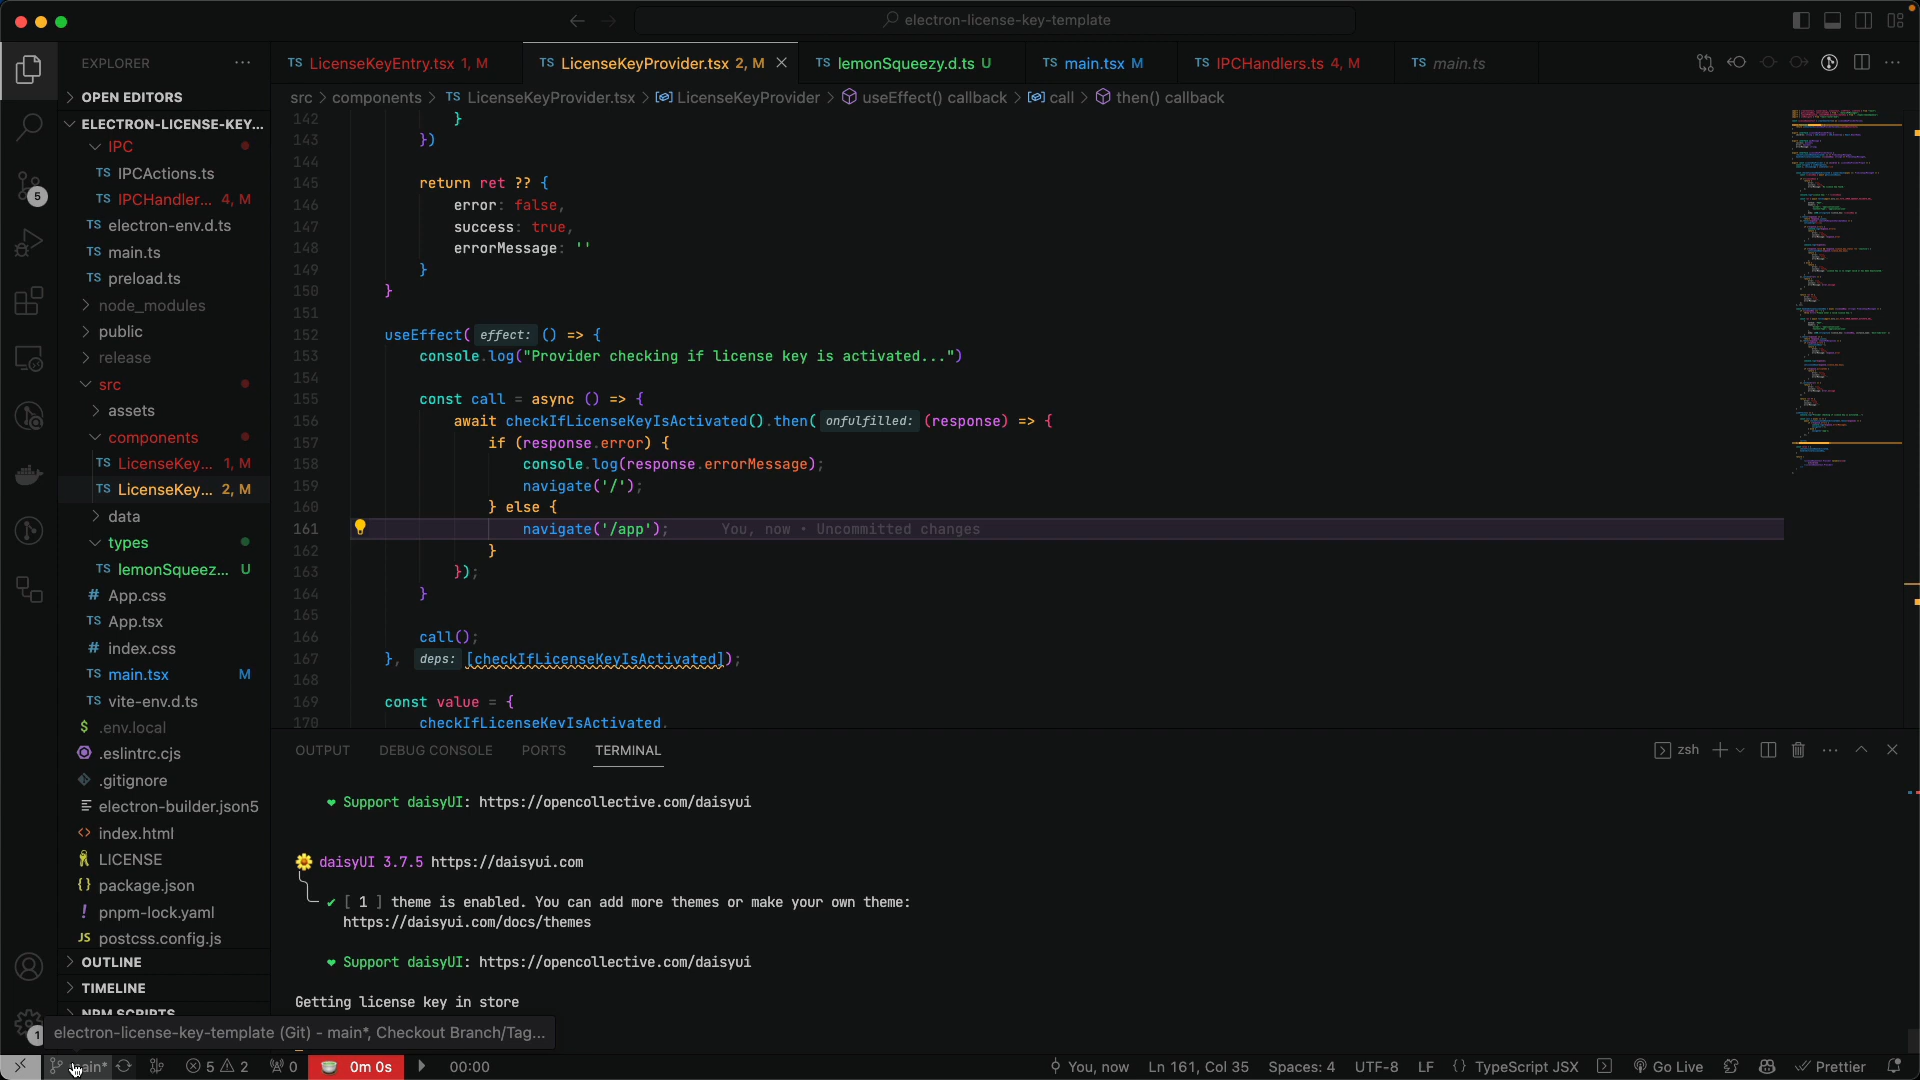 electron-license-key-template
EXPLORER
OPEN EDITORS
ELECTRON-LICENSE-KEY...
IPC
TS IPCActions.ts
TS IPCHandler... 4, M
TS electron-env.d.ts
TS main.ts
TS preload.ts
node_modules
public
release
src
assets
components
TS LicenseKey... 1, M
TS LicenseKey... 2, M
data
types
TS lemonSqueez... U
# App.css
TS App.tsx
# index.css
TS main.tsx M
TS vite-env.d.ts
$ .env.local
.eslintrc.cjs
.gitignore
electron-builder.json5
<> index.html
LICENSE
{} package.json
! pnpm-lock.yaml
JS postcss.config.js
OUTLINE
TIMELINE
NPM SCRIPTS
5
1
TS LicenseKeyEntry.tsx 1, M
TS LicenseKeyProvider.tsx 2, M
TS lemonSqueezy.d.ts U
TS main.tsx M
TS IPCHandlers.ts 4, M
TS main.ts
src > components > TS LicenseKeyProvider.tsx > LicenseKeyProvider > useEffect() callback > call > then() callback
142 }
143 })
144
145 return ret ?? {
146 error: false,
147 success: true,
148 errorMessage: ''
149 }
150 }
151
152 useEffect( effect: () => {
153 console.log("Provider checking if license key is activated...")
154
155 const call = async () => {
156 await checkIfLicenseKeyIsActivated().then( onfulfilled: (response) => {
157 if (response.error) {
158 console.log(response.errorMessage);
159 navigate('/');
160 } else {
161 navigate('/app'); You, now • Uncommitted changes
162 }
163 });
164 }
165
166 call();
167 }, deps: [checkIfLicenseKeyIsActivated]);
168
169 const value = {
170 checkIfLicenseKeyIsActivated,
OUTPUT DEBUG CONSOLE PORTS TERMINAL
zsh
❤ Support daisyUI: https://opencollective.com/daisyui
🌼 daisyUI 3.7.5 https://daisyui.com
✔ [ 1 ] theme is enabled. You can add more themes or make your own theme:
https://daisyui.com/docs/themes
❤ Support daisyUI: https://opencollective.com/daisyui
Getting license key in store
electron-license-key-template (Git) - main*, Checkout Branch/Tag...
main* 5 2 0 0m 0s 00:00 You, now Ln 161, Col 35 Spaces: 4 UTF-8 LF {} TypeScript JSX Go Live Prettier